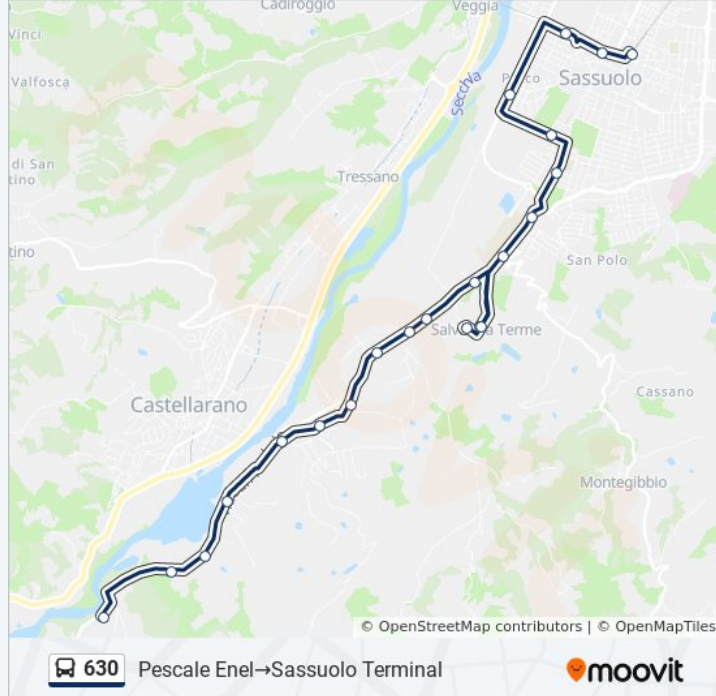 Cadiroggio
Veggia
Vinci
Valfosca
Secchia
Sassuolo
di San
tino
Tressano
tino
San Polo
Terme
Castellarano
Cassano
Montegibbio
© OpenStreetMap contributors | © OpenMapTiles
630 Pescale Enel→Sassuolo Terminal
moovit